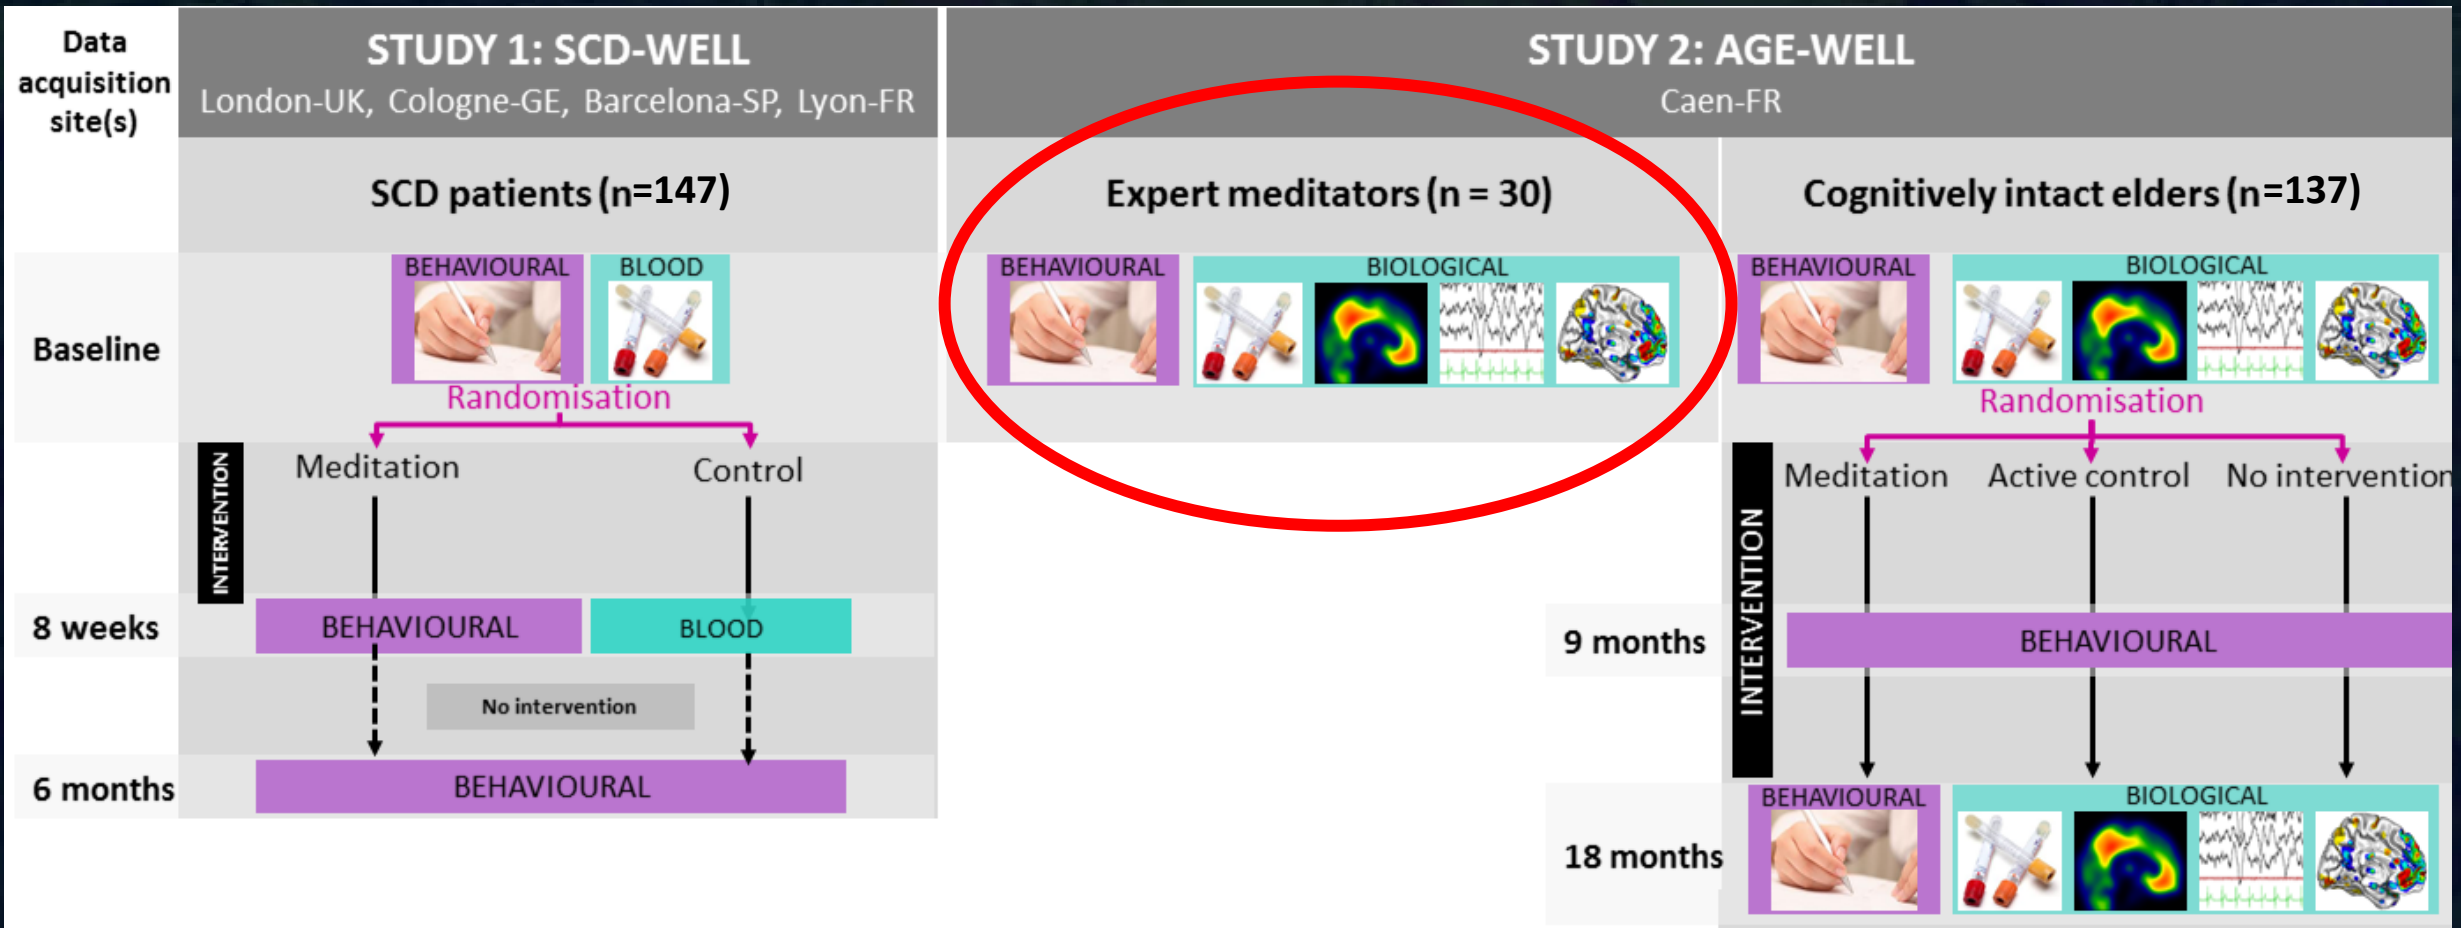 Data
acquisition
site(s)
STUDY 1: SCD-WELL
London-UK, Cologne-GE, Barcelona-SP, Lyon-FR
STUDY 2: AGE-WELL
Caen-FR
SCD patients (n=147)
Expert meditators (n = 30)
Cognitively intact elders (n=137)
Baseline
BEHAVIOURAL
BLOOD
Randomisation
BEHAVIOURAL
BIOLOGICAL
BEHAVIOURAL
BIOLOGICAL
Randomisation
INTERVENTION
Meditation
Control
INTERVENTION
Meditation
Active control
No intervention
8 weeks
BEHAVIOURAL
BLOOD
9 months
BEHAVIOURAL
No intervention
6 months
BEHAVIOURAL
18 months
BEHAVIOURAL
BIOLOGICAL